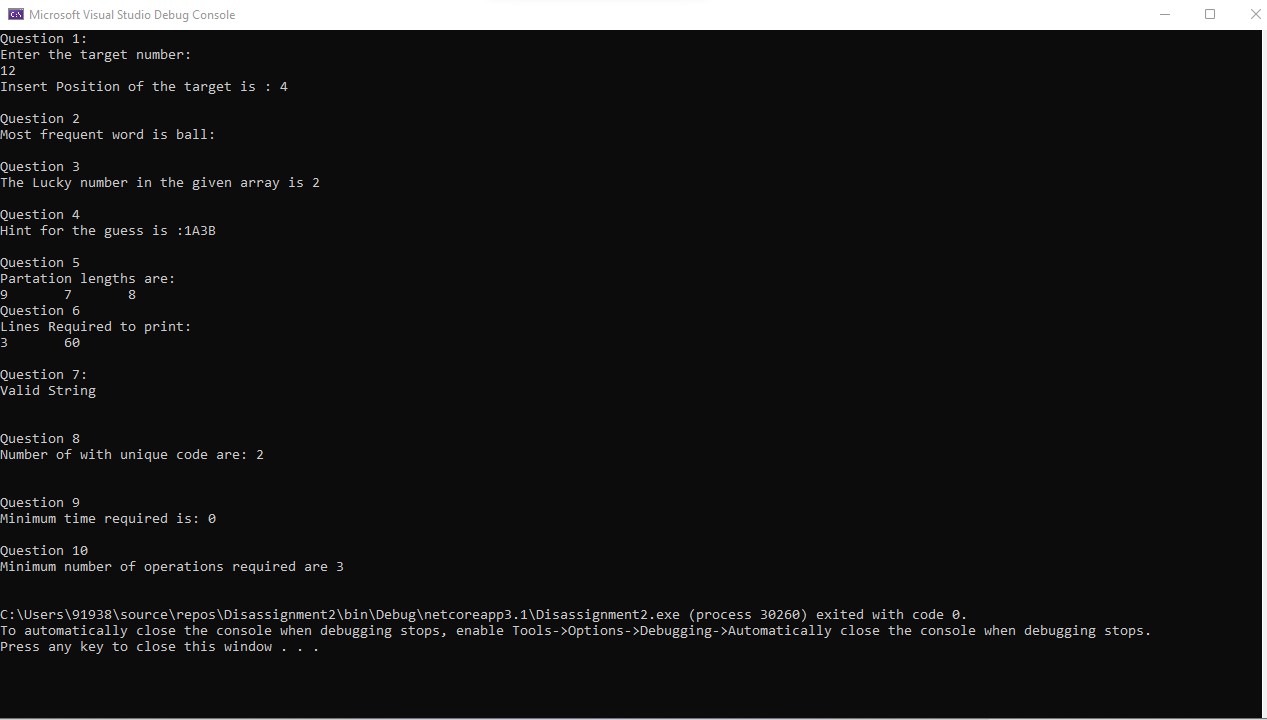 Microsoft Visual Studio Debug Console
Question 1:
Enter the target number:
12
Insert Position of the target is : 4
Question 2
Most frequent word is ball:
Question 3
The Lucky number in the given array is 2
Question 4
Hint for the guess is :1A3B
Question 5
Partation lengths are:
9 7 8
Question 6
Lines Required to print:
3 60
Question 7:
Valid String
Question 8
Number of with unique code are: 2
Question 9
Minimum time required is: 0
Question 10
Minimum number of operations required are 3
C:\Users\91938\source\repos\Disassignment2\bin\Debug\netcoreapp3.1\Disassignment2.exe (process 30260) exited with code 0.
To automatically close the console when debugging stops, enable Tools->Options->Debugging->Automatically close the console when debugging stops.
Press any key to close this window . . .